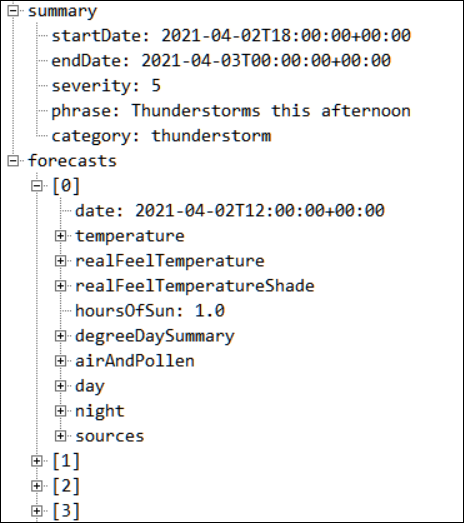 summary
startDate: 2021-04-02T18:00:00+00:00
endDate: 2021-04-03T00:00:00+00:00
severity: 5
phrase: Thunderstorms this afternoon
category: thunderstorm
forecasts
[0]
date: 2021-04-02T12:00:00+00:00
temperature
realFeelTemperature
realFeelTemperatureShade
hoursOfSun: 1.0
degreeDaySummary
airAndPollen
day
night
sources
[1]
[2]
[3]